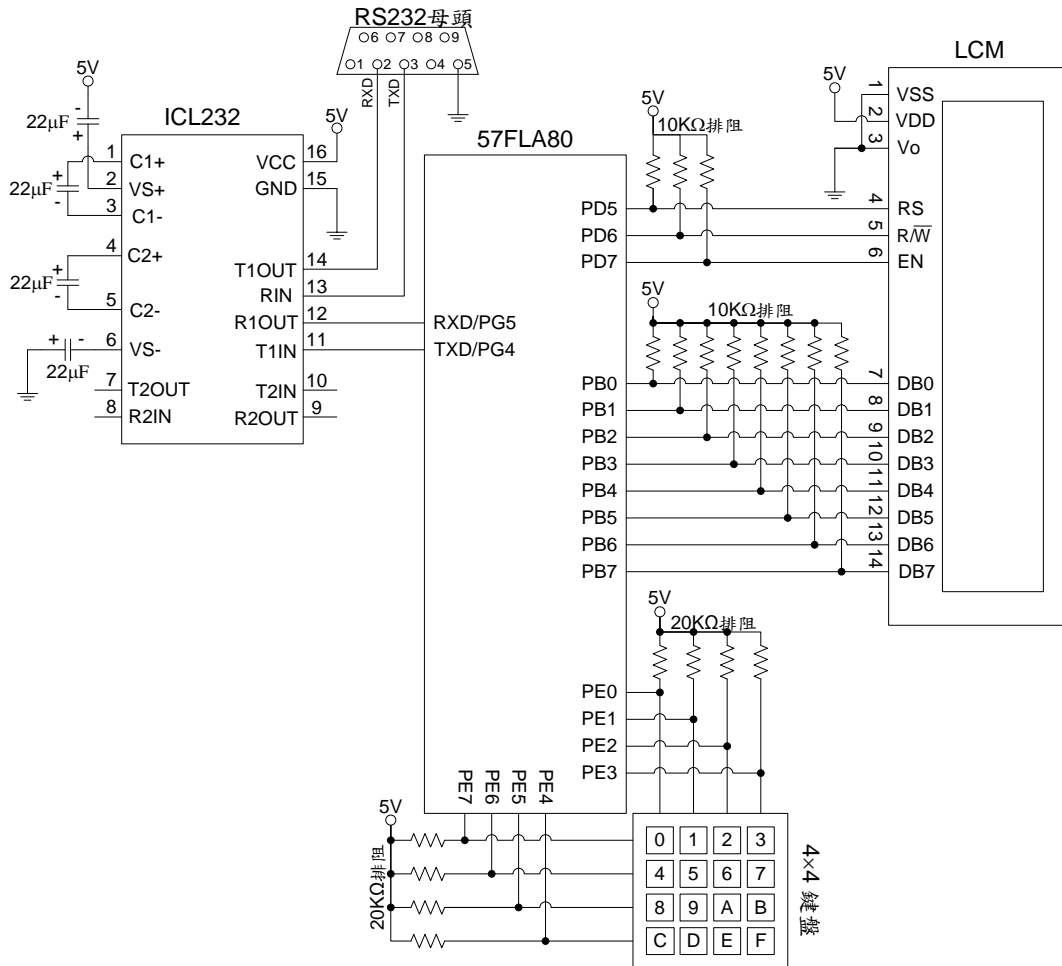 RS232母頭
6 7 8 9
1 2 3 4 5
RXD
TXD
5V
-
22μF
+
ICL232
5V
1 C1+
VCC 16
+
22μF
-
2 VS+
GND 15
3 C1-
4 C2+
+
22μF
-
T1OUT 14
RIN 13
5 C2-
R1OUT 12
6 VS-
T1IN 11
+ -
22μF
7 T2OUT
T2IN 10
8 R2IN
R2OUT 9
57FLA80
RXD/PG5
TXD/PG4
PD5
PD6
PD7
PB0
PB1
PB2
PB3
PB4
PB5
PB6
PB7
PE0
PE1
PE2
PE3
PE7
PE6
PE5
PE4
5V
10KΩ排阻
5V
10KΩ排阻
5V
20KΩ排阻
5V
20KΩ排阻
LCM
5V
1 VSS
2 VDD
3 Vo
4 RS
5 R/W̅
6 EN
7 DB0
8 DB1
9 DB2
10 DB3
11 DB4
12 DB5
13 DB6
14 DB7
0 1 2 3
4 5 6 7
8 9 A B
C D E F
4×4 鍵盤